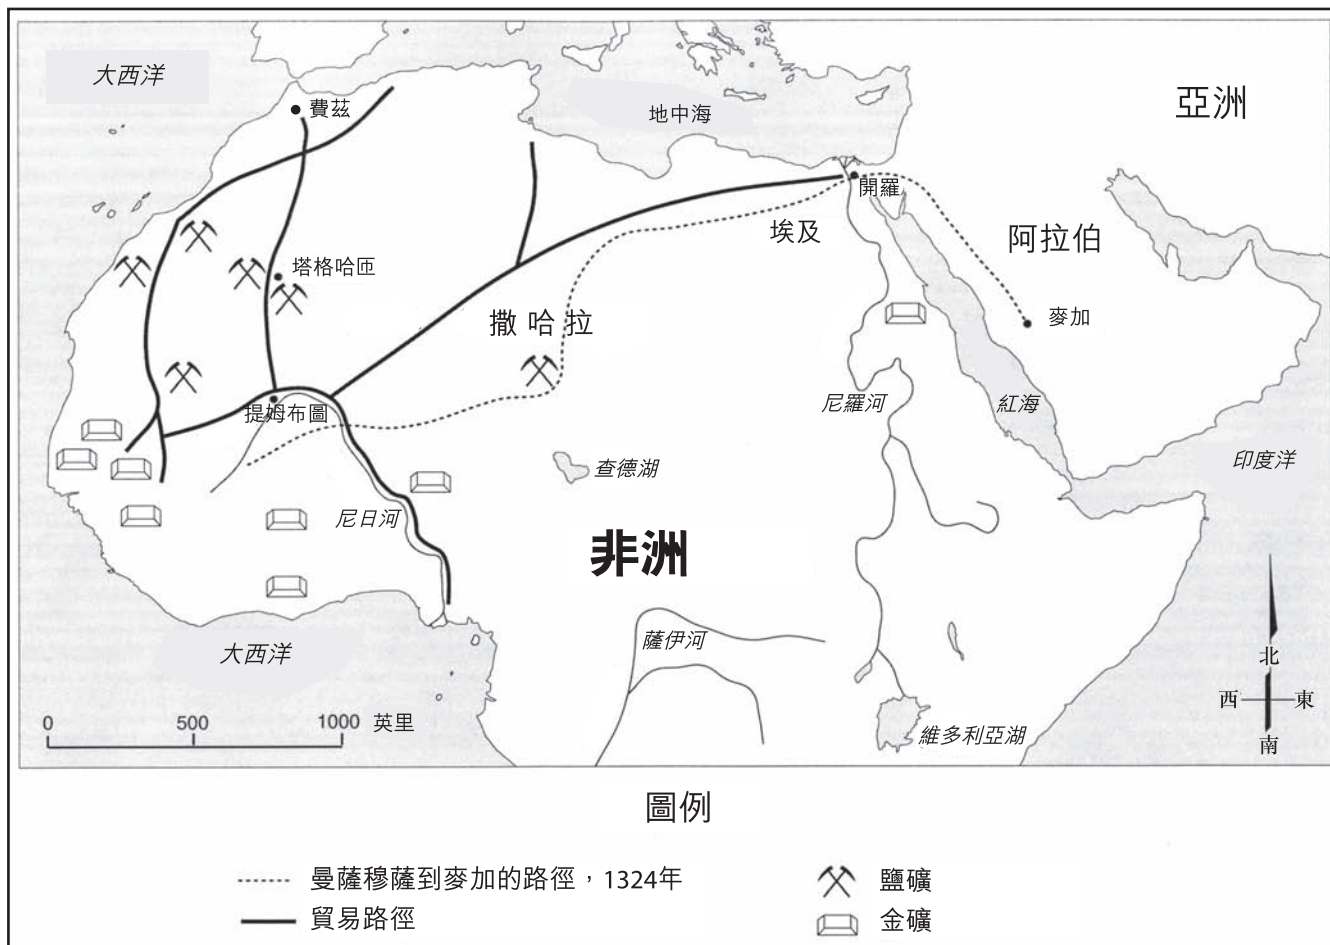 大西洋
亞洲
費茲
地中海
開羅
埃及
阿拉伯
塔格哈匝
撒哈拉
麥加
提姆布圖
尼羅河
紅海
查德湖
印度洋
尼日河
非洲
薩伊河
大西洋
北
西 東
南
0 500 1000 英里
維多利亞湖
圖例
曼薩穆薩到麥加的路徑，1324年
鹽礦
貿易路徑
金礦